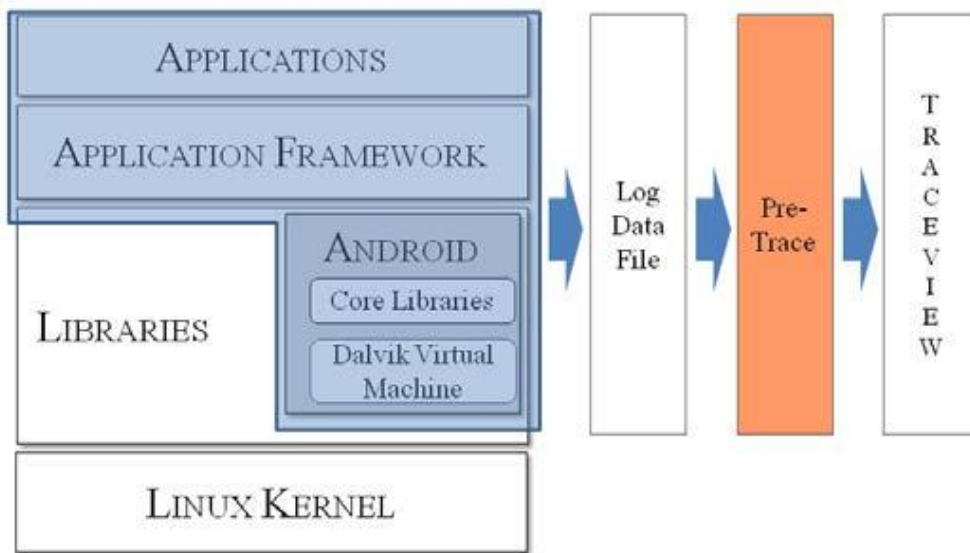 APPLICATIONS
APPLICATION FRAMEWORK
ANDROID
Core Libraries
LIBRARIES
Dalvik Virtual
Machine
LINUX KERNEL
Log
Data
File
Pre-
Trace
T
R
A
C
E
V
I
E
W